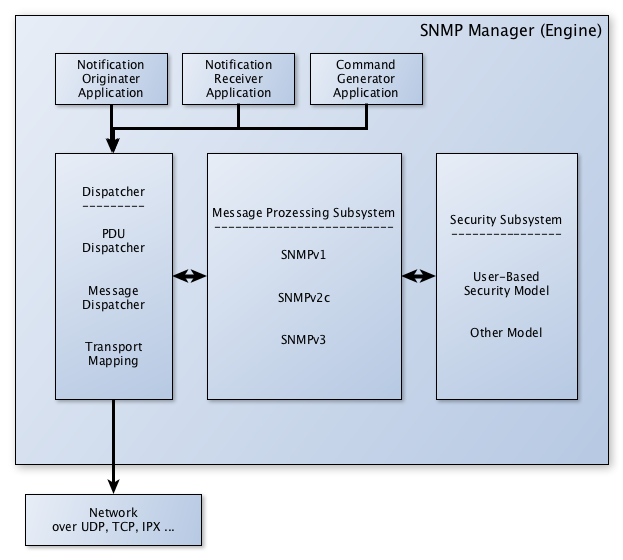 SNMP Manager (Engine)
Notification
Originater
Application
Notification
Receiver
Application
Command
Generator
Application
Dispatcher
---------
PDU
Dispatcher
Message
Dispatcher
Transport
Mapping
Message Prozessing Subsystem
--------------------------
SNMPv1
SNMPv2c
SNMPv3
Security Subsystem
----------------
User-Based
Security Model
Other Model
Network
over UDP, TCP, IPX ...